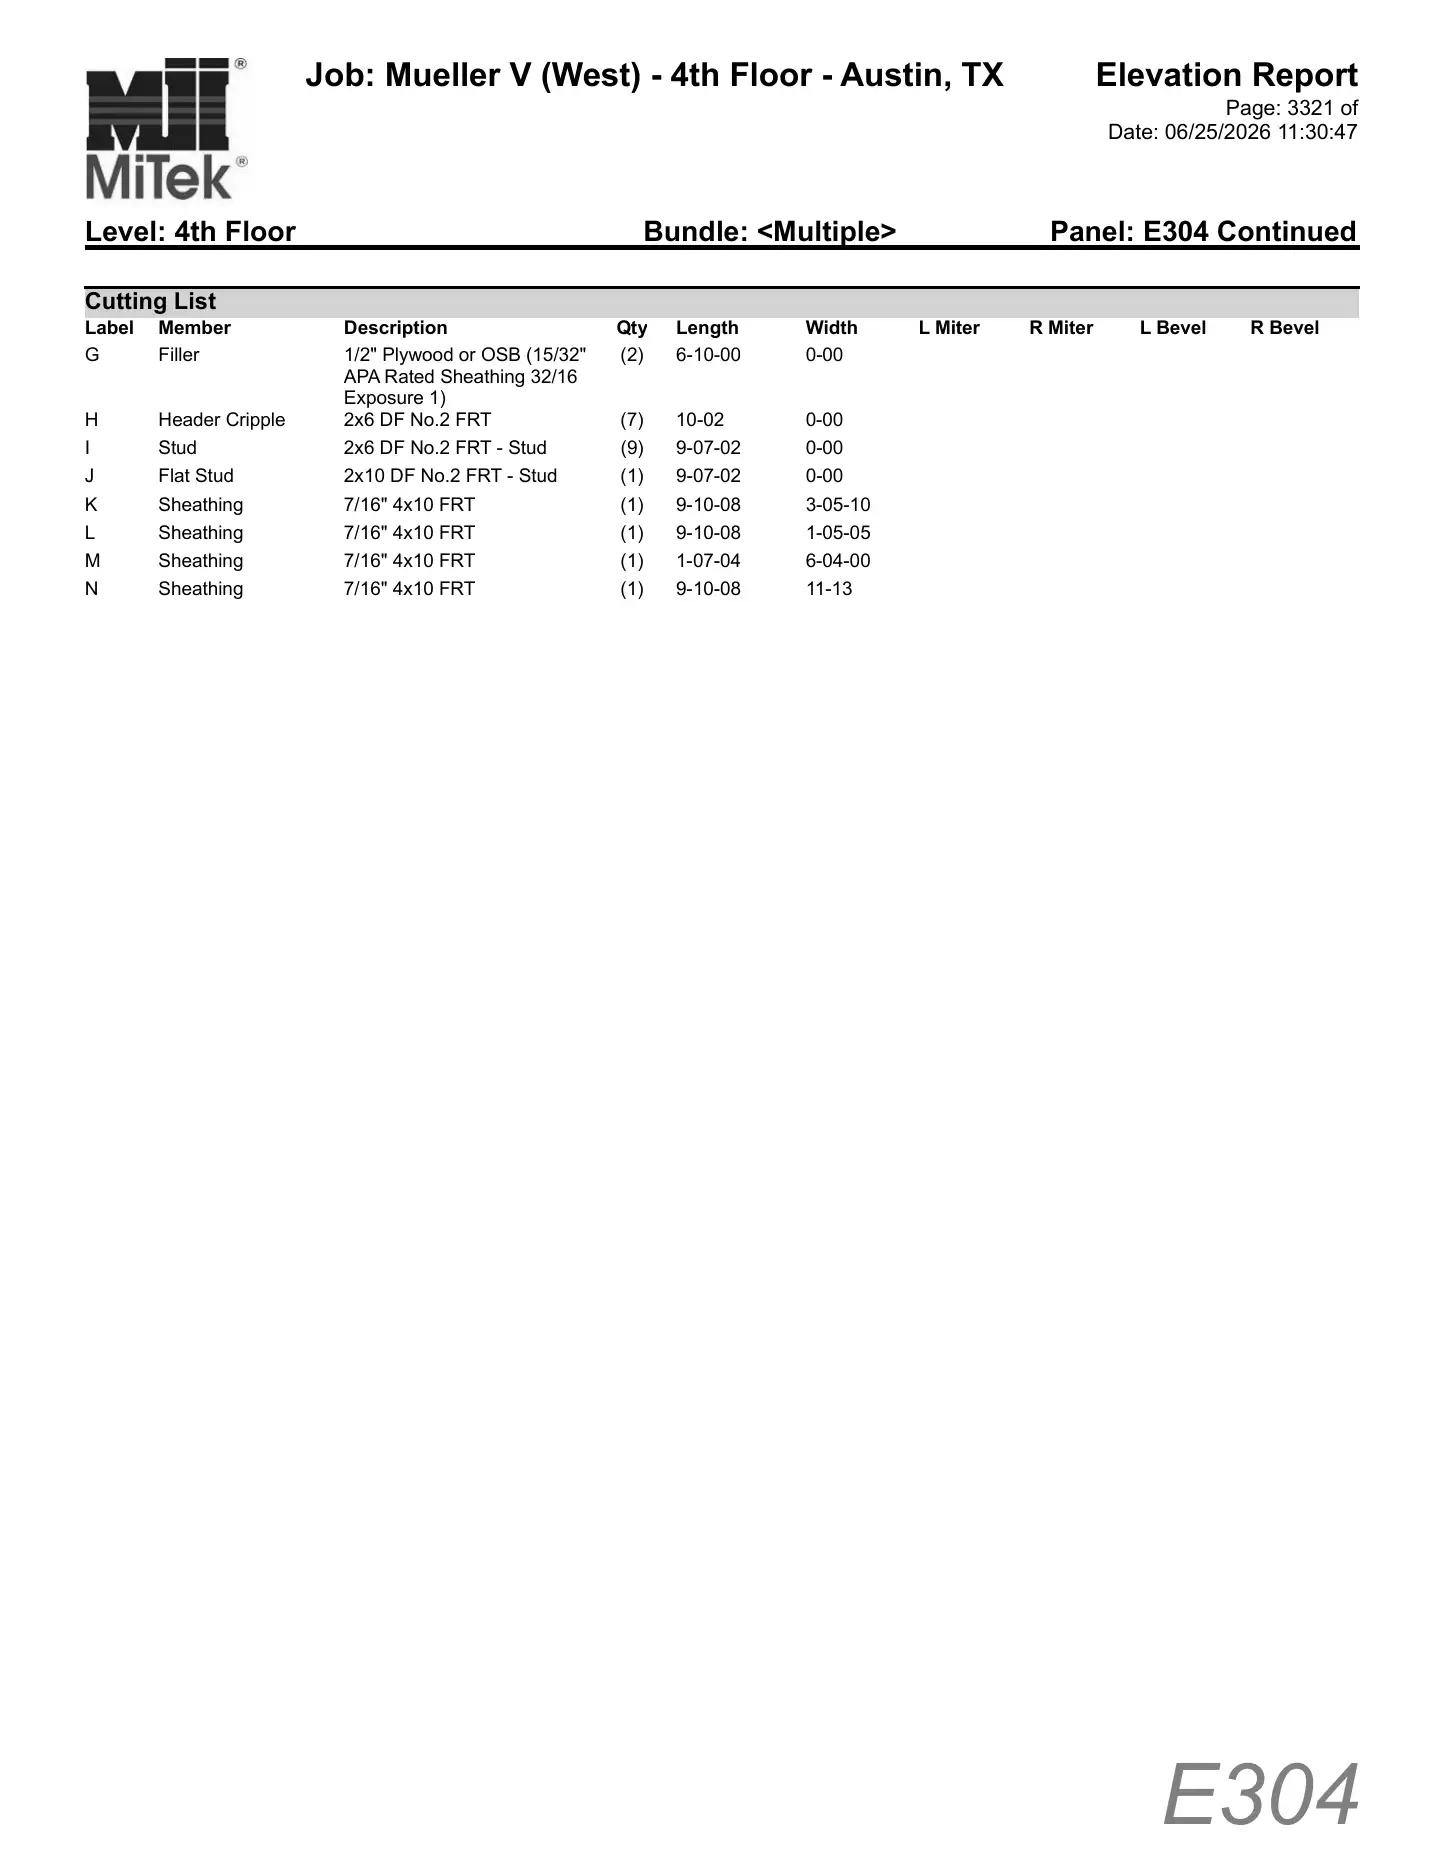 MiTek®
Job: Mueller V (West) - 4th Floor - Austin, TX
Elevation Report
Page: 3321 of
Date: 06/25/2026 11:30:47
Level: 4th Floor Bundle: <Multiple> Panel: E304 Continued
Cutting List
Label Member Description Qty Length Width L Miter R Miter L Bevel R Bevel
G Filler 1/2" Plywood or OSB (15/32" (2) 6-10-00 0-00
APA Rated Sheathing 32/16
Exposure 1)
H Header Cripple 2x6 DF No.2 FRT (7) 10-02 0-00
I Stud 2x6 DF No.2 FRT - Stud (9) 9-07-02 0-00
J Flat Stud 2x10 DF No.2 FRT - Stud (1) 9-07-02 0-00
K Sheathing 7/16" 4x10 FRT (1) 9-10-08 3-05-10
L Sheathing 7/16" 4x10 FRT (1) 9-10-08 1-05-05
M Sheathing 7/16" 4x10 FRT (1) 1-07-04 6-04-00
N Sheathing 7/16" 4x10 FRT (1) 9-10-08 11-13
E304